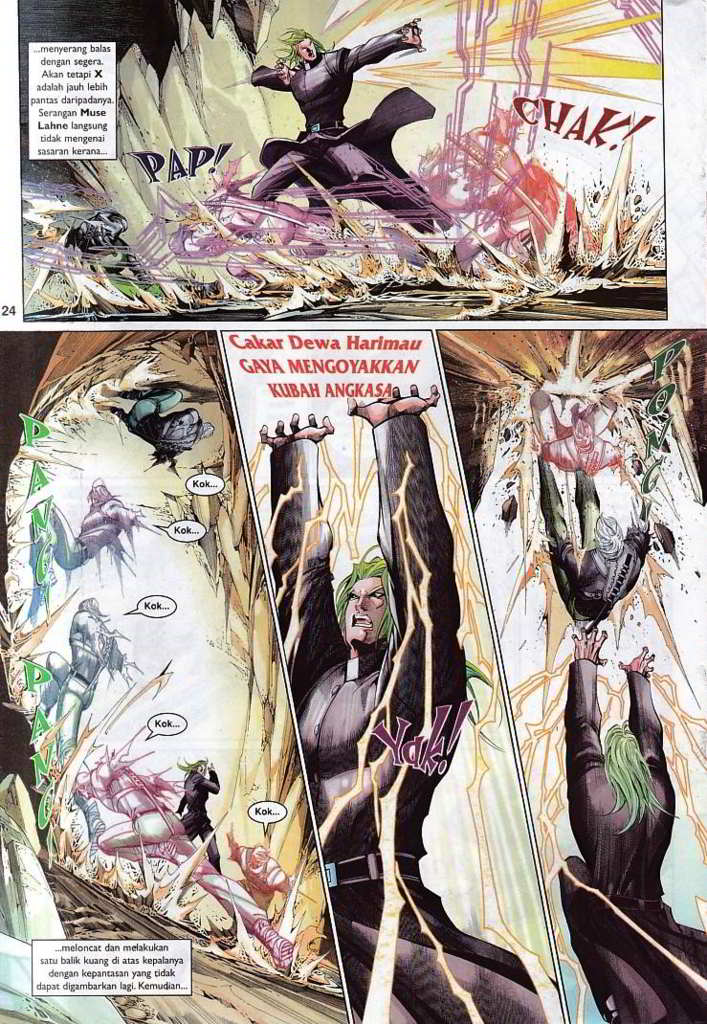 ...menyerang balas
dengan segera.
Akan tetapi X
adalah jauh lebih
pantas daripadanya.
Serangan Muse
Lahne langsung
tidak mengenai
sasaran kerana...
PAP!
CHAK!
24
PANG
PANG
Kok...
Kok...
Kok...
Kok...
Kok...
...meloncat dan melakukan
satu balik kuang di atas kepalanya
dengan kepantasan yang tidak
dapat digambarkan lagi. Kemudian...
Cakar Dewa Harimau
GAYA MENGOYAKKAN
KUBAH ANGKASA
Yak!
PONG